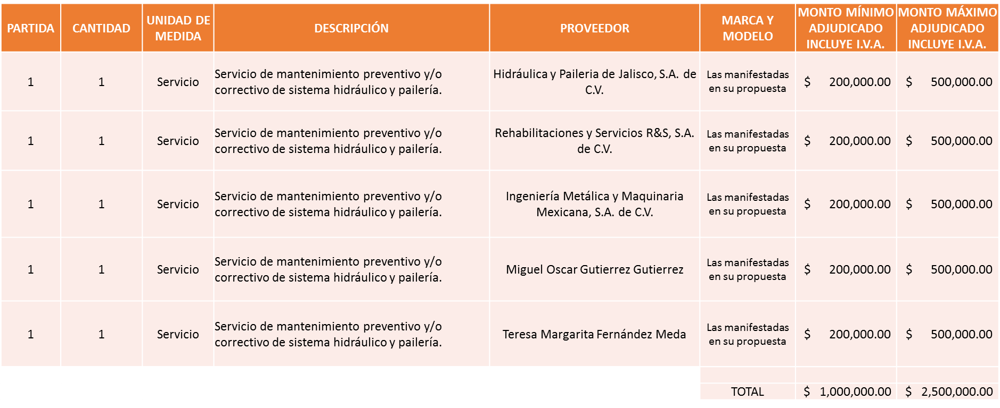 PARTIDA
CANTIDAD
UNIDAD DE
MEDIDA
DESCRIPCIÓN
PROVEEDOR
MARCA Y
MODELO
MONTO MÍNIMO
ADJUDICADO
INCLUYE I.V.A.
MONTO MÁXIMO
ADJUDICADO
INCLUYE I.V.A.
1
1
Servicio
Servicio de mantenimiento preventivo y/o
correctivo de sistema hidráulico y pailería.
Hidráulica y Paileria de Jalisco, S.A. de
C.V.
Las manifestadas
en su propuesta
$ 200,000.00
$ 500,000.00
1
1
Servicio
Servicio de mantenimiento preventivo y/o
correctivo de sistema hidráulico y pailería.
Rehabilitaciones y Servicios R&S, S.A.
de C.V.
Las manifestadas
en su propuesta
$ 200,000.00
$ 500,000.00
1
1
Servicio
Servicio de mantenimiento preventivo y/o
correctivo de sistema hidráulico y pailería.
Ingeniería Metálica y Maquinaria
Mexicana, S.A. de C.V.
Las manifestadas
en su propuesta
$ 200,000.00
$ 500,000.00
1
1
Servicio
Servicio de mantenimiento preventivo y/o
correctivo de sistema hidráulico y pailería.
Miguel Oscar Gutierrez Gutierrez
Las manifestadas
en su propuesta
$ 200,000.00
$ 500,000.00
1
1
Servicio
Servicio de mantenimiento preventivo y/o
correctivo de sistema hidráulico y pailería.
Teresa Margarita Fernández Meda
Las manifestadas
en su propuesta
$ 200,000.00
$ 500,000.00
TOTAL
$ 1,000,000.00
$ 2,500,000.00